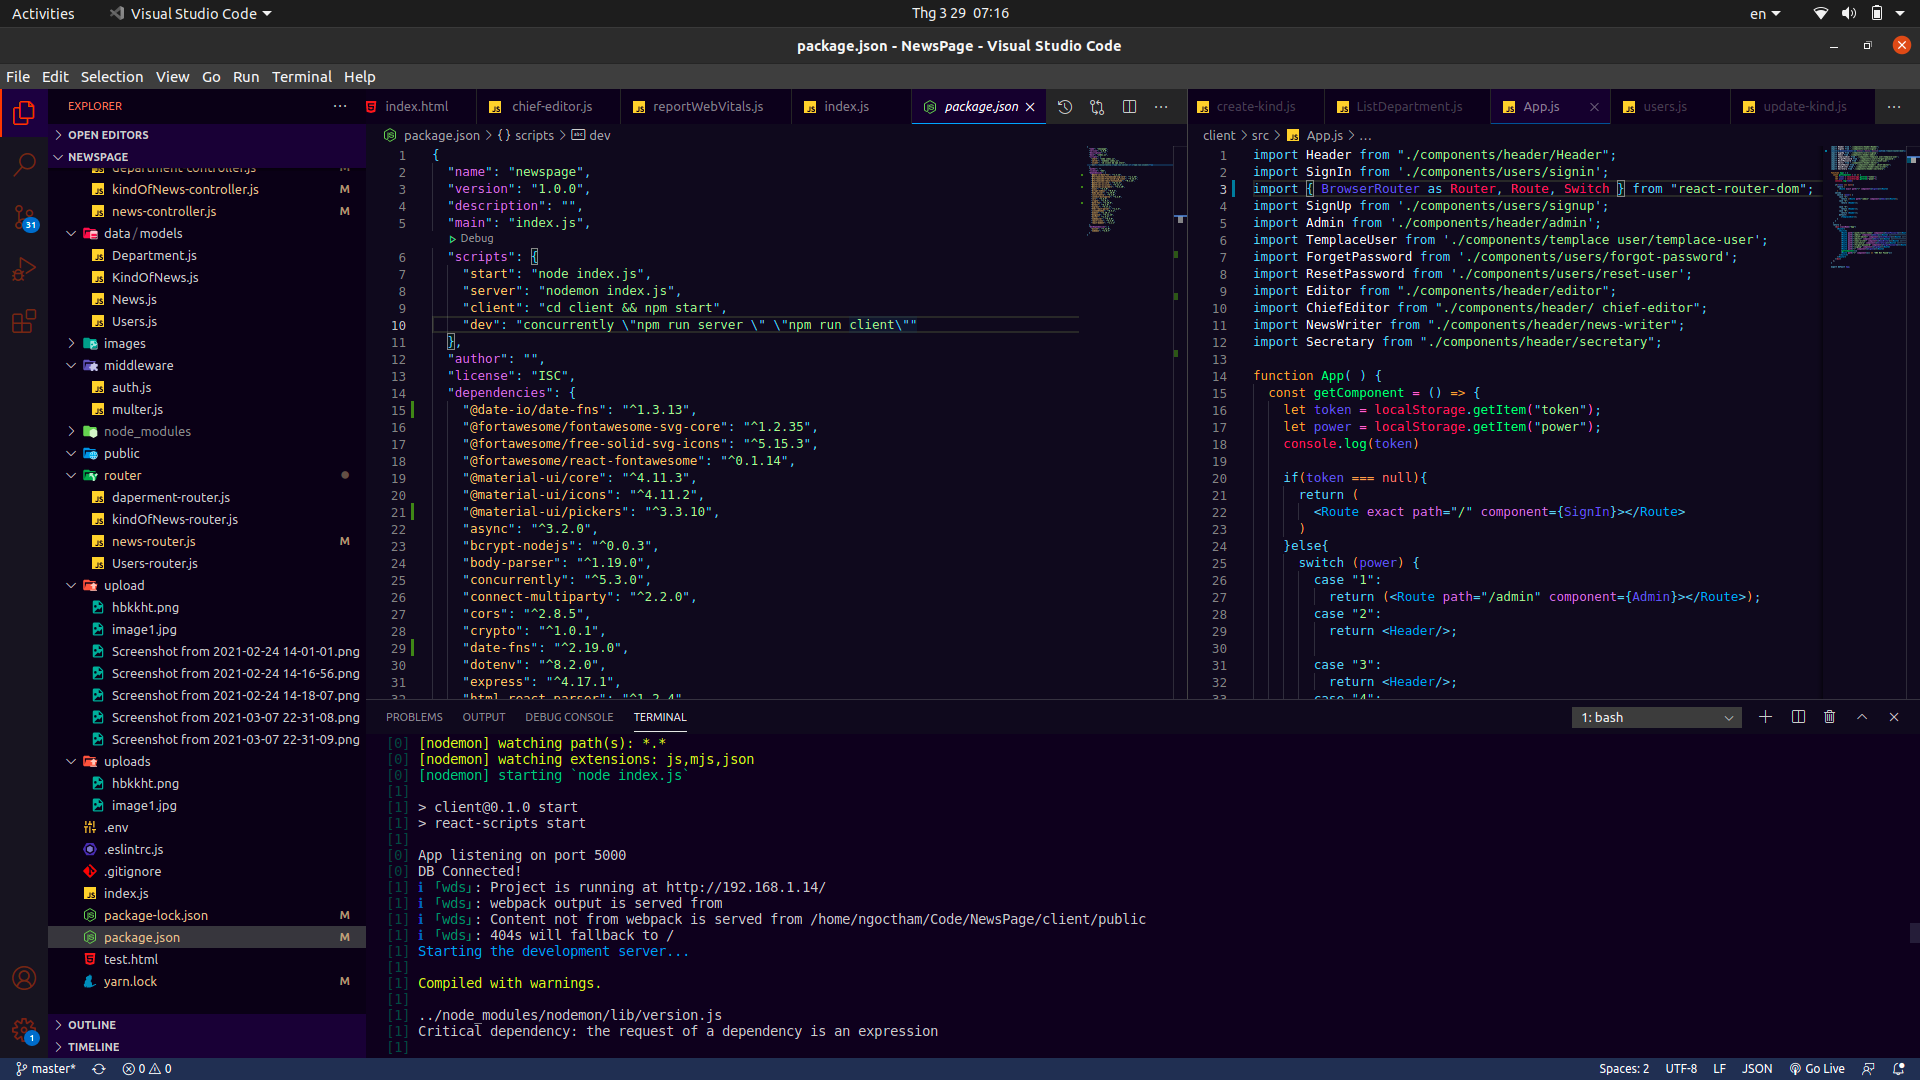 Activities
Visual Studio Code
Thg 3 29 07:16
en
package.json - NewsPage - Visual Studio Code
File Edit Selection View Go Run Terminal Help
EXPLORER
OPEN EDITORS
NEWSPAGE
department-controller.js M
kindOfNews-controller.js M
news-controller.js M
data/models
Department.js
KindOfNews.js
News.js
Users.js
images
middleware
auth.js
multer.js
node_modules
public
router
daperment-router.js
kindOfNews-router.js
news-router.js M
Users-router.js
upload
hbkkht.png
image1.jpg
Screenshot from 2021-02-24 14-01-01.png
Screenshot from 2021-02-24 14-16-56.png
Screenshot from 2021-02-24 14-18-07.png
Screenshot from 2021-03-07 22-31-08.png
Screenshot from 2021-03-07 22-31-09.png
uploads
hbkkht.png
image1.jpg
.env
.eslintrc.js
.gitignore
index.js
package-lock.json M
package.json M
test.html
yarn.lock M
OUTLINE
TIMELINE
31
1
index.html chief-editor.js reportWebVitals.js index.js package.json
package.json > {} scripts > abc dev
1 {
2 "name": "newspage",
3 "version": "1.0.0",
4 "description": "",
5 "main": "index.js",
Debug
6 "scripts": {
7 "start": "node index.js",
8 "server": "nodemon index.js",
9 "client": "cd client && npm start",
10 "dev": "concurrently \"npm run server \" \"npm run client\""
11 },
12 "author": "",
13 "license": "ISC",
14 "dependencies": {
15 "@date-io/date-fns": "^1.3.13",
16 "@fortawesome/fontawesome-svg-core": "^1.2.35",
17 "@fortawesome/free-solid-svg-icons": "^5.15.3",
18 "@fortawesome/react-fontawesome": "^0.1.14",
19 "@material-ui/core": "^4.11.3",
20 "@material-ui/icons": "^4.11.2",
21 "@material-ui/pickers": "^3.3.10",
22 "async": "^3.2.0",
23 "bcrypt-nodejs": "^0.0.3",
24 "body-parser": "^1.19.0",
25 "concurrently": "^5.3.0",
26 "connect-multiparty": "^2.2.0",
27 "cors": "^2.8.5",
28 "crypto": "^1.0.1",
29 "date-fns": "^2.19.0",
30 "dotenv": "^8.2.0",
31 "express": "^4.17.1",
32 "html-react-parser": "^1.2.4",
create-kind.js ListDepartment.js App.js users.js update-kind.js
client > src > App.js > ...
1 import Header from "./components/header/Header";
2 import SignIn from './components/users/signin';
3 import { BrowserRouter as Router, Route, Switch } from "react-router-dom";
4 import SignUp from './components/users/signup';
5 import Admin from './components/header/admin';
6 import TemplaceUser from './components/templace user/templace-user';
7 import ForgetPassword from './components/users/forgot-password';
8 import ResetPassword from './components/users/reset-user';
9 import Editor from "./components/header/editor";
10 import ChiefEditor from "./components/header/ chief-editor";
11 import NewsWriter from "./components/header/news-writer";
12 import Secretary from "./components/header/secretary";
13
14 function App( ) {
15 const getComponent = () => {
16 let token = localStorage.getItem("token");
17 let power = localStorage.getItem("power");
18 console.log(token)
19
20 if(token === null){
21 return (
22 <Route exact path="/" component={SignIn}></Route>
23 )
24 }else{
25 switch (power) {
26 case "1":
27 return (<Route path="/admin" component={Admin}></Route>);
28 case "2":
29 return <Header/>;
30
31 case "3":
32 return <Header/>;
33 case "4":
PROBLEMS OUTPUT DEBUG CONSOLE TERMINAL
1: bash
[0] [nodemon] watching path(s): *.*
[0] [nodemon] watching extensions: js,mjs,json
[0] [nodemon] starting `node index.js`
[1]
[1] > client@0.1.0 start
[1] > react-scripts start
[1]
[0] App listening on port 5000
[0] DB Connected!
[1] ℹ ｢wds｣: Project is running at http://192.168.1.14/
[1] ℹ ｢wds｣: webpack output is served from
[1] ℹ ｢wds｣: Content not from webpack is served from /home/ngoctham/Code/NewsPage/client/public
[1] ℹ ｢wds｣: 404s will fallback to /
[1] Starting the development server...
[1]
[1] Compiled with warnings.
[1]
[1] ../node_modules/nodemon/lib/version.js
[1] Critical dependency: the request of a dependency is an expression
[1]
master* 0 0
Spaces: 2 UTF-8 LF JSON Go Live